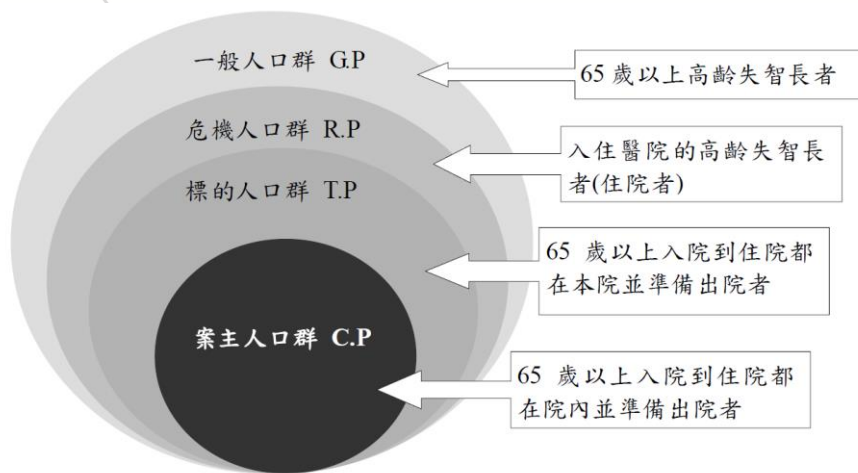 一般人口群 G.P
65 歲以上高齡失智長者
危機人口群 R.P
入住醫院的高齡失智長
者(住院者)
標的人口群 T.P
65 歲以上入院到住院都
在本院並準備出院者
案主人口群 C.P
65 歲以上入院到住院都
在院內並準備出院者